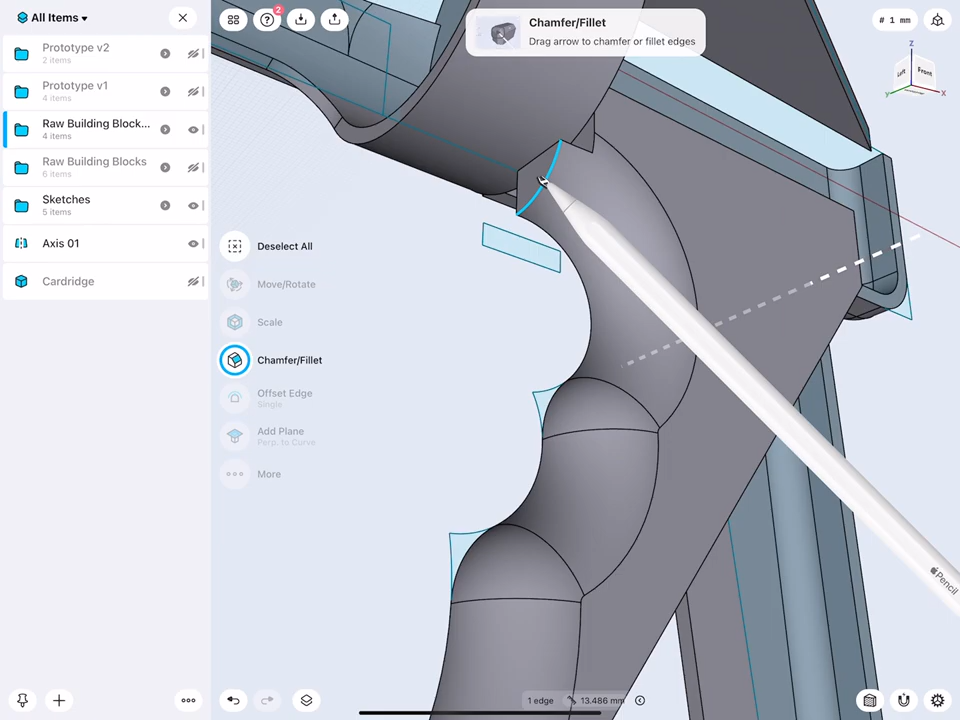 All Items
Prototype v2
2 items
Prototype v1
4 items
Raw Building Block...
4 items
Raw Building Blocks
6 items
Sketches
5 items
Axis 01
Cardridge
2
Chamfer/Fillet
Drag arrow to chamfer or fillet edges
# 1 mm
Z
Left
Front
Y
X
Deselect All
Move/Rotate
Scale
Chamfer/Fillet
Offset Edge
Single
Add Plane
Perp. to Curve
More
Pencil
1 edge
13.486 mm